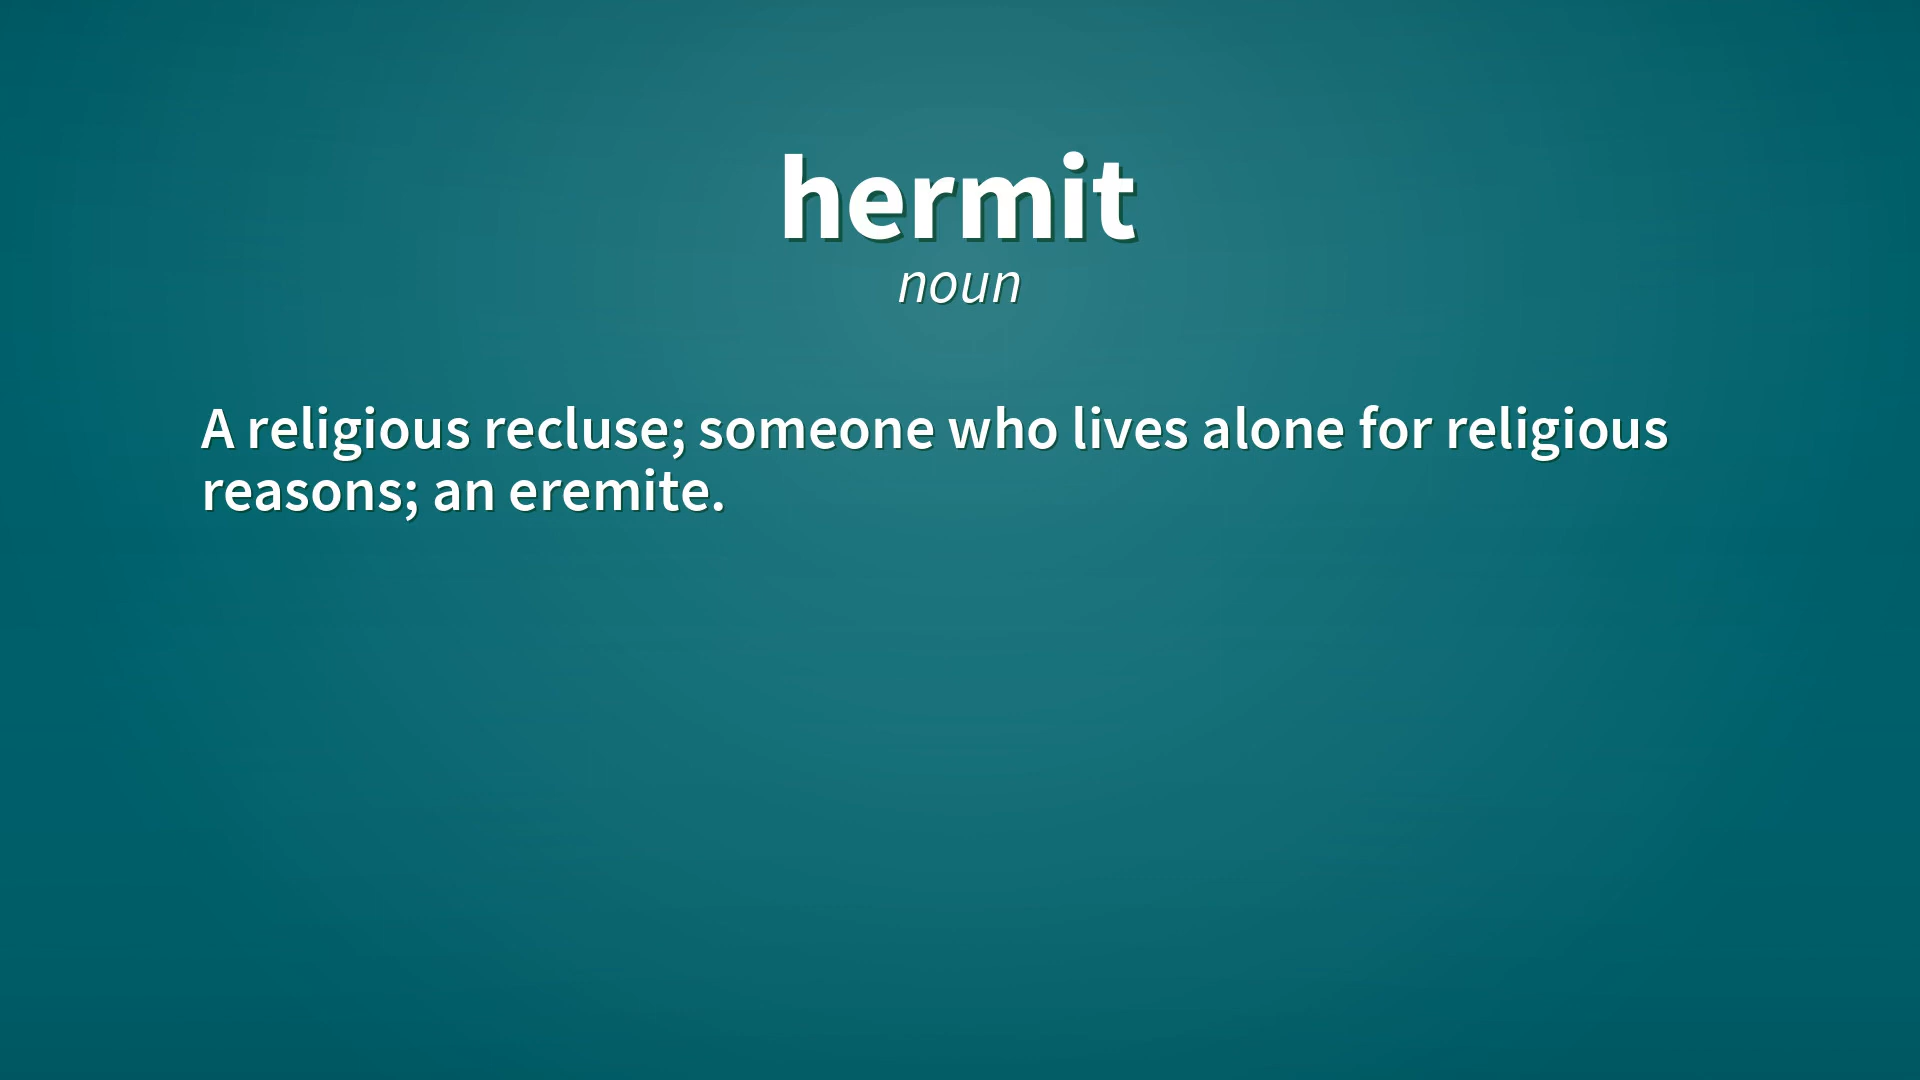 hermit
noun
A religious recluse; someone who lives alone for religious
reasons; an eremite.